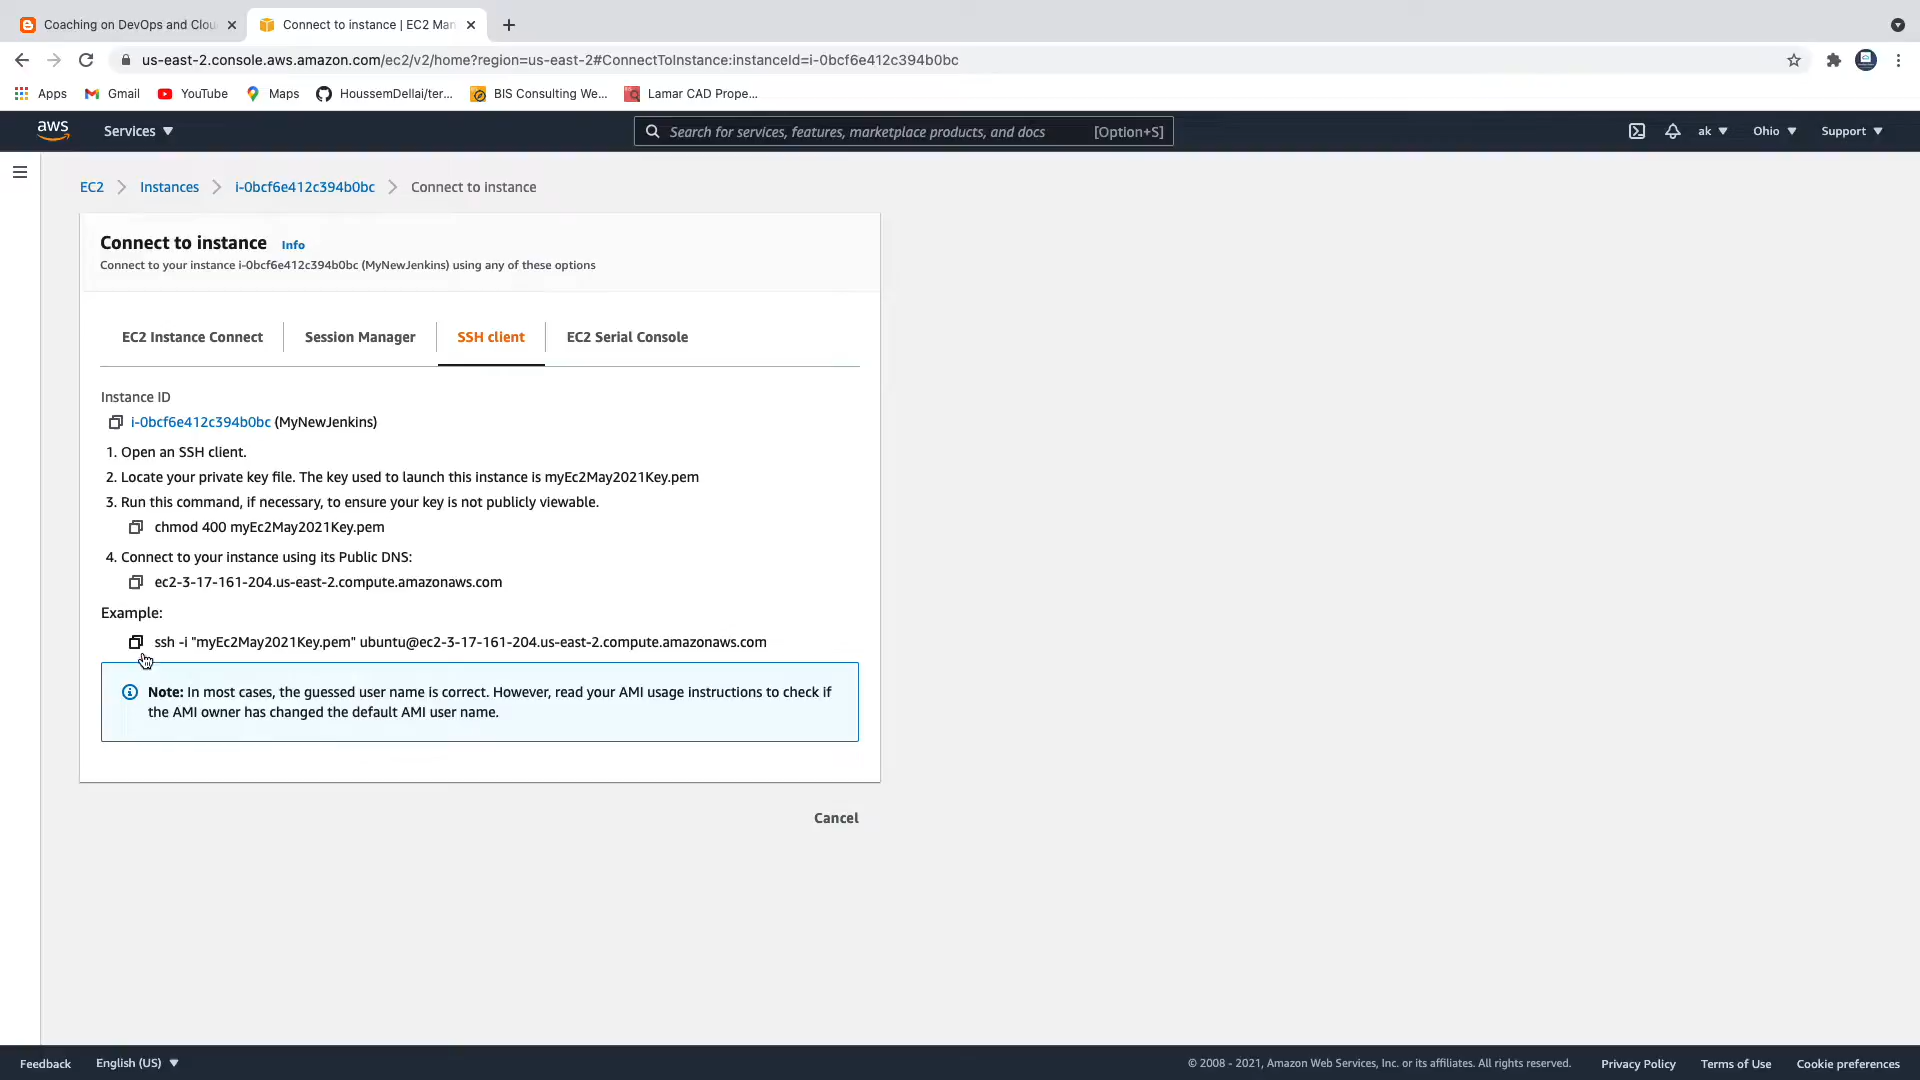 Coaching on DevOps and Clou
Connect to instance | EC2 Man
us-east-2.console.aws.amazon.com/ec2/v2/home?region=us-east-2#ConnectToInstance:instanceId=i-0bcf6e412c394b0bc
Apps
Gmail
YouTube
Maps
HoussemDellai/ter...
BIS Consulting We...
Lamar CAD Prope...
aws
Services
Search for services, features, marketplace products, and docs
[Option+S]
ak
Ohio
Support
EC2
Instances
i-0bcf6e412c394b0bc
Connect to instance
Connect to instance Info
Connect to your instance i-0bcf6e412c394b0bc (MyNewJenkins) using any of these options
EC2 Instance Connect
Session Manager
SSH client
EC2 Serial Console
Instance ID
i-0bcf6e412c394b0bc (MyNewJenkins)
1. Open an SSH client.
2. Locate your private key file. The key used to launch this instance is myEc2May2021Key.pem
3. Run this command, if necessary, to ensure your key is not publicly viewable.
chmod 400 myEc2May2021Key.pem
4. Connect to your instance using its Public DNS:
ec2-3-17-161-204.us-east-2.compute.amazonaws.com
Example:
ssh -i "myEc2May2021Key.pem" ubuntu@ec2-3-17-161-204.us-east-2.compute.amazonaws.com
Note: In most cases, the guessed user name is correct. However, read your AMI usage instructions to check if
the AMI owner has changed the default AMI user name.
Cancel
Feedback
English (US)
© 2008 - 2021, Amazon Web Services, Inc. or its affiliates. All rights reserved.
Privacy Policy
Terms of Use
Cookie preferences